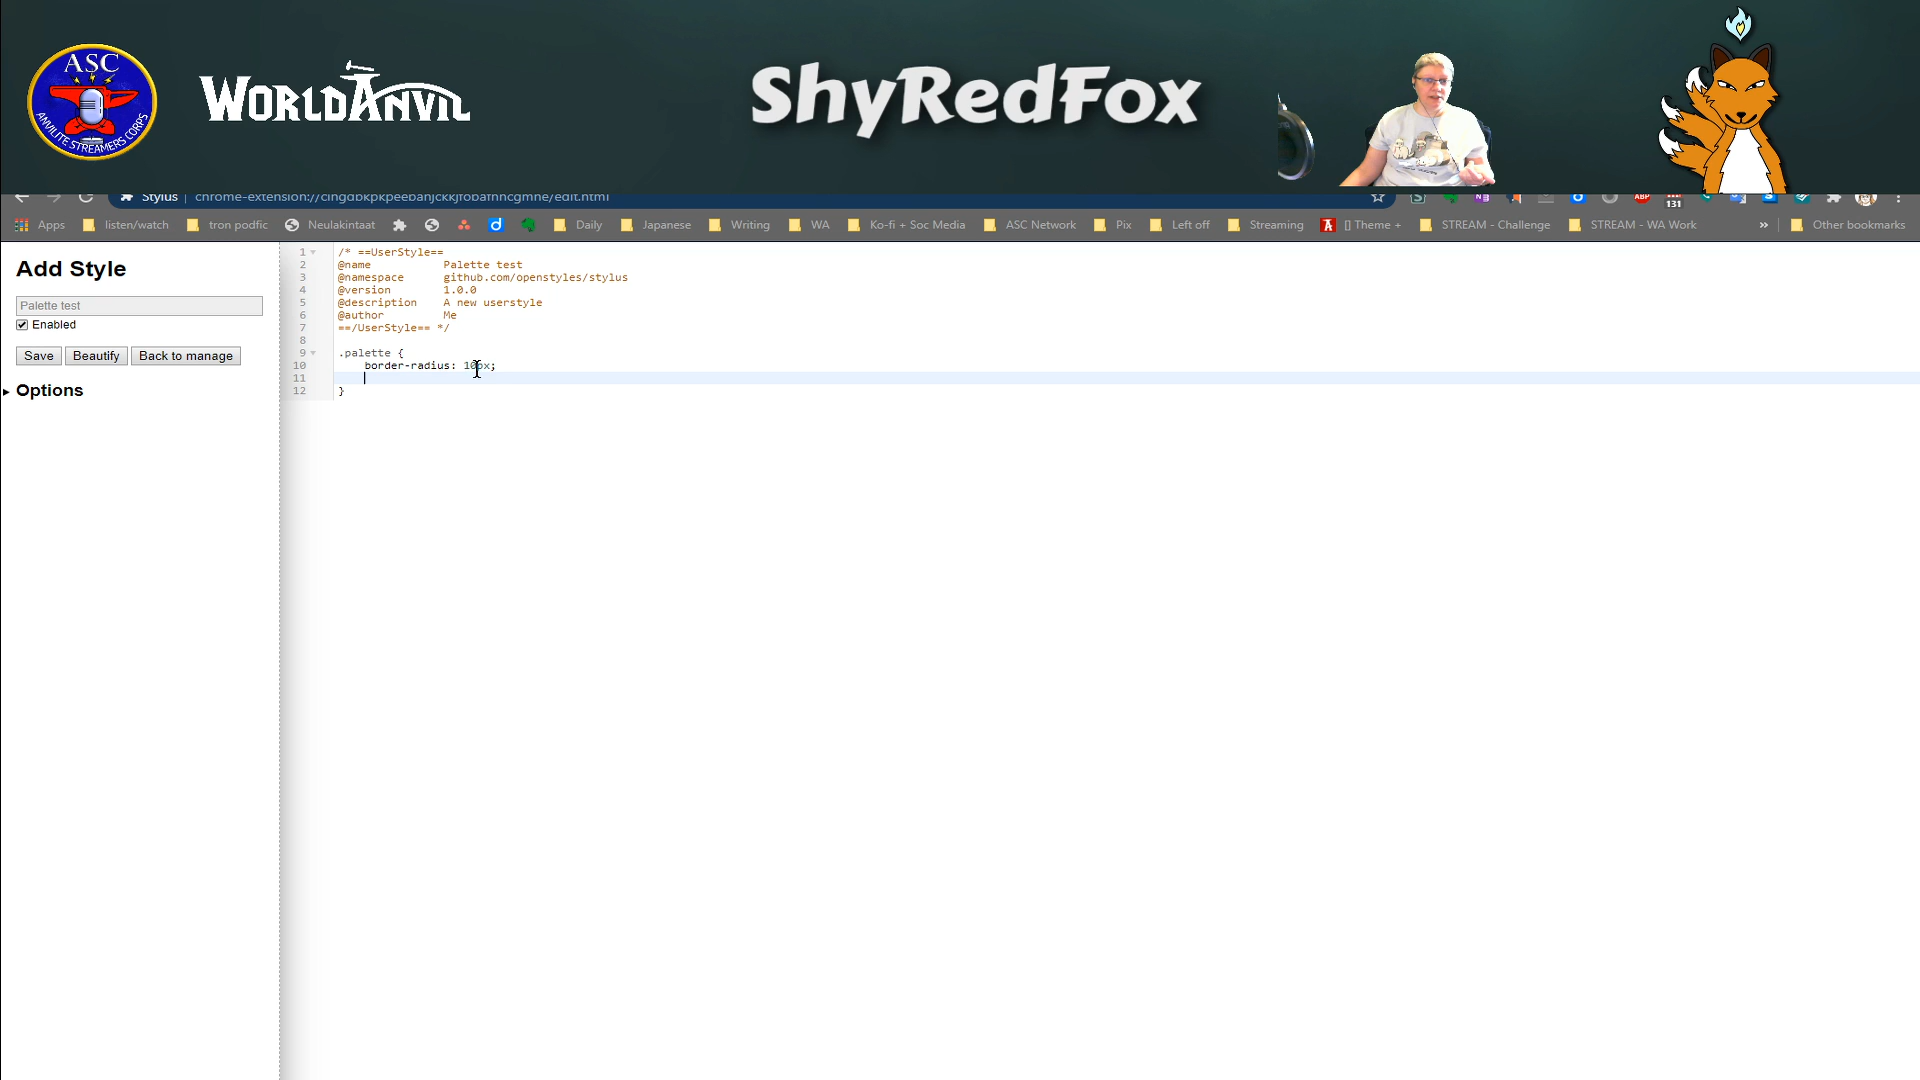 ASC
ANVILITE STREAMERS CORPS
WORLDANVIL
ShyRedFox
Stylus
chrome-extension://clngdbkpkpeebahjckkjfobafhncgmne/edit.html
ABP
131
Apps
listen/watch
tron podfic
Neulakintaat
Daily
Japanese
Writing
WA
Ko-fi + Soc Media
ASC Network
Pix
Left off
Streaming
[] Theme +
STREAM - Challenge
STREAM - WA Work
»
Other bookmarks
Add Style
Palette test
Enabled
Save
Beautify
Back to manage
Options
1 /* ==UserStyle==
2 @name Palette test
3 @namespace github.com/openstyles/stylus
4 @version 1.0.0
5 @description A new userstyle
6 @author Me
7 ==/UserStyle== */
8
9 .palette {
10 border-radius: 10px;
11
12 }